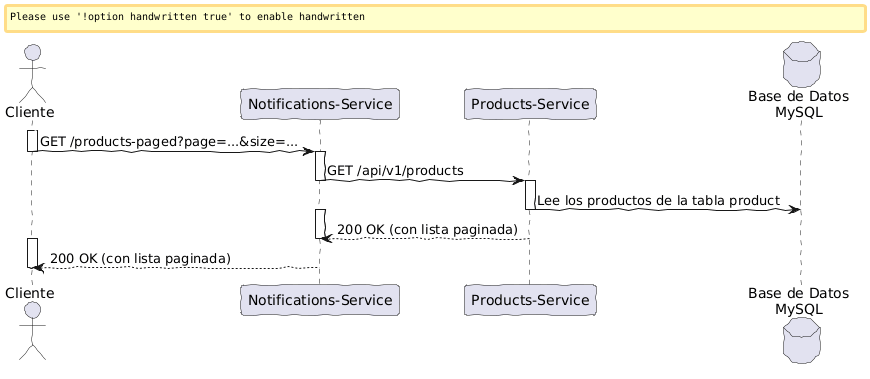 Please use '!option handwritten true' to enable handwritten
Cliente
Notifications-Service
Products-Service
Base de Datos
MySQL
GET /products-paged?page=...&size=...
GET /api/v1/products
Lee los productos de la tabla product
200 OK (con lista paginada)
200 OK (con lista paginada)
Cliente
Notifications-Service
Products-Service
Base de Datos
MySQL